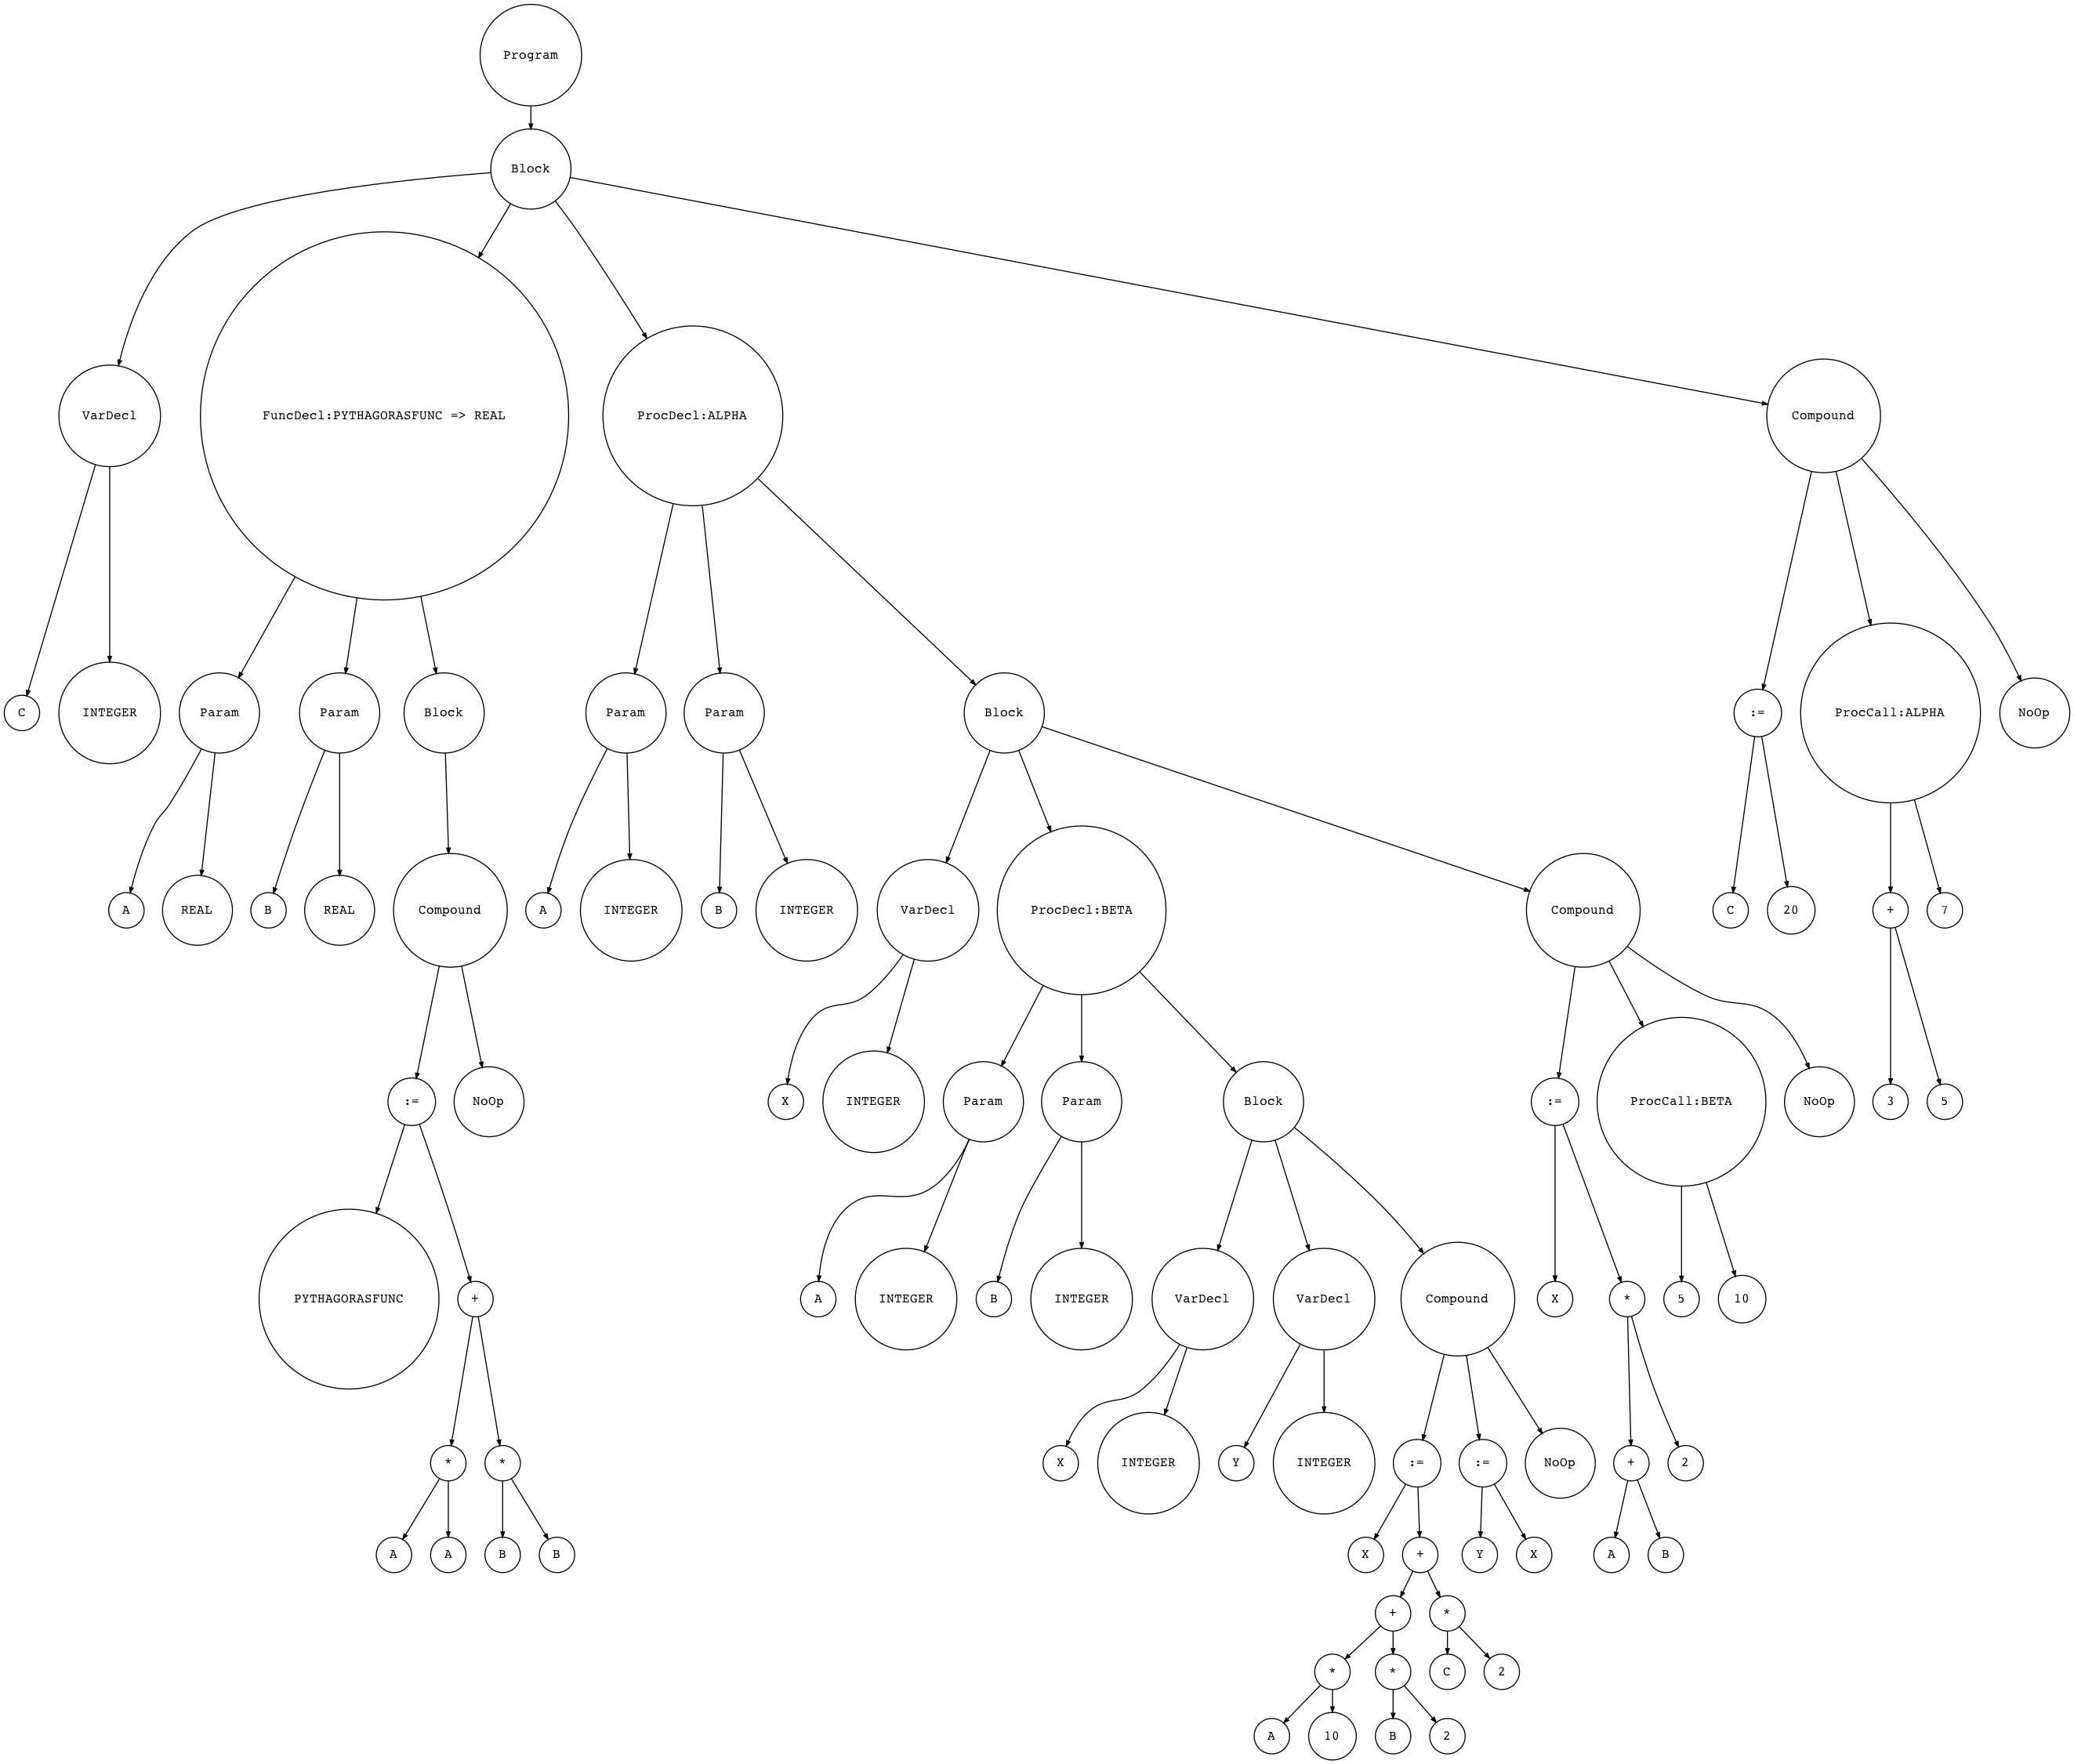 Program
Block
VarDecl
FuncDecl:PYTHAGORASFUNC => REAL
ProcDecl:ALPHA
Compound
C
INTEGER
Param
Param
Block
Param
Param
Block
:=
ProcCall:ALPHA
NoOp
A
REAL
B
REAL
Compound
A
INTEGER
B
INTEGER
VarDecl
ProcDecl:BETA
Compound
C
20
+
7
:=
NoOp
X
INTEGER
Param
Param
Block
:=
ProcCall:BETA
NoOp
3
5
PYTHAGORASFUNC
+
A
INTEGER
B
INTEGER
VarDecl
VarDecl
Compound
X
*
5
10
*
*
X
INTEGER
Y
INTEGER
:=
:=
NoOp
+
2
A
A
B
B
X
+
Y
X
A
B
+
*
*
*
C
2
A
10
B
2